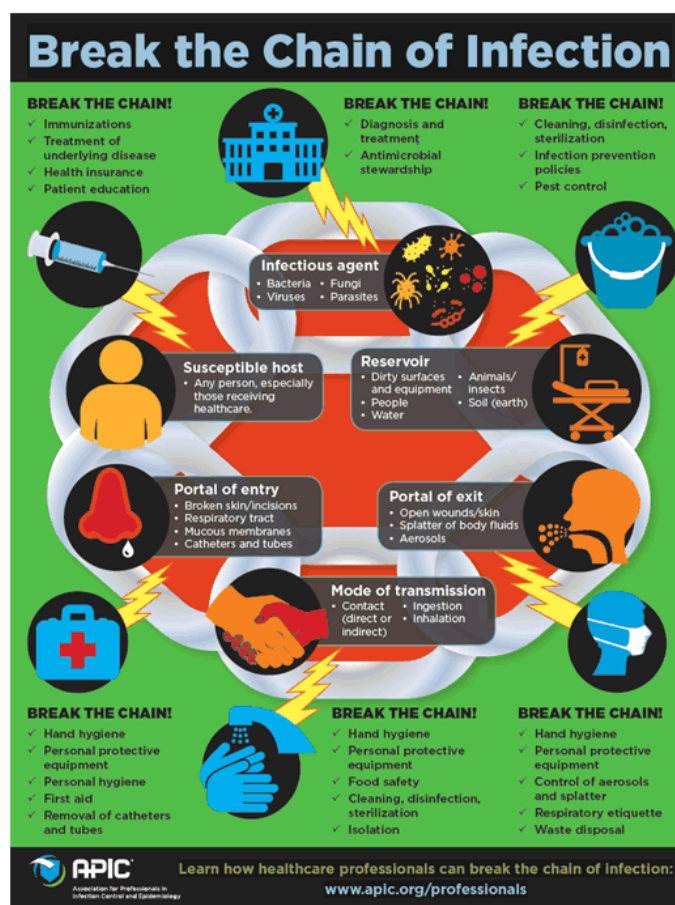 Break the Chain of Infection
BREAK THE CHAIN!
✓ Immunizations
✓ Treatment of
underlying disease
✓ Health insurance
✓ Patient education
BREAK THE CHAIN!
✓ Diagnosis and
treatment
✓ Antimicrobial
stewardship
BREAK THE CHAIN!
✓ Cleaning, disinfection,
sterilization
✓ Infection prevention
policies
✓ Pest control
Infectious agent
• Bacteria • Fungi
• Viruses • Parasites
Susceptible host
• Any person, especially
those receiving
healthcare.
Reservoir
• Dirty surfaces
and equipment
• People
• Water
• Animals/
insects
• Soil (earth)
Portal of entry
• Broken skin/incisions
• Respiratory tract
• Mucous membranes
• Catheters and tubes
Portal of exit
• Open wounds/skin
• Splatter of body fluids
• Aerosols
Mode of transmission
• Contact
(direct or
indirect)
• Ingestion
• Inhalation
BREAK THE CHAIN!
✓ Hand hygiene
✓ Personal protective
equipment
✓ Personal hygiene
✓ First aid
✓ Removal of catheters
and tubes
BREAK THE CHAIN!
✓ Hand hygiene
✓ Personal protective
equipment
✓ Food safety
✓ Cleaning, disinfection,
sterilization
✓ Isolation
BREAK THE CHAIN!
✓ Hand hygiene
✓ Personal protective
equipment
✓ Control of aerosols
and splatter
✓ Respiratory etiquette
✓ Waste disposal
APIC
Association for Professionals in
Infection Control and Epidemiology
Learn how healthcare professionals can break the chain of infection:
www.apic.org/professionals